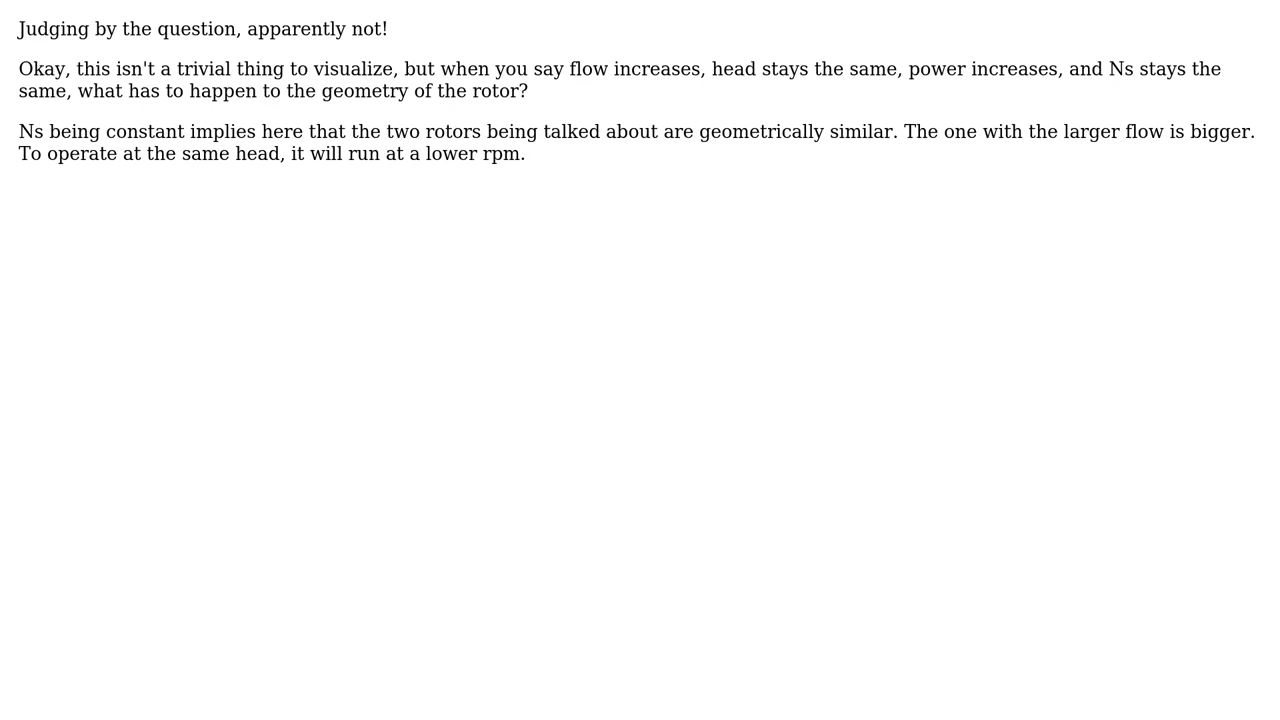 Judging by the question, apparently not!
Okay, this isn't a trivial thing to visualize, but when you say flow increases, head stays the same, power increases, and Ns stays the
same, what has to happen to the geometry of the rotor?
Ns being constant implies here that the two rotors being talked about are geometrically similar. The one with the larger flow is bigger.
To operate at the same head, it will run at a lower rpm.